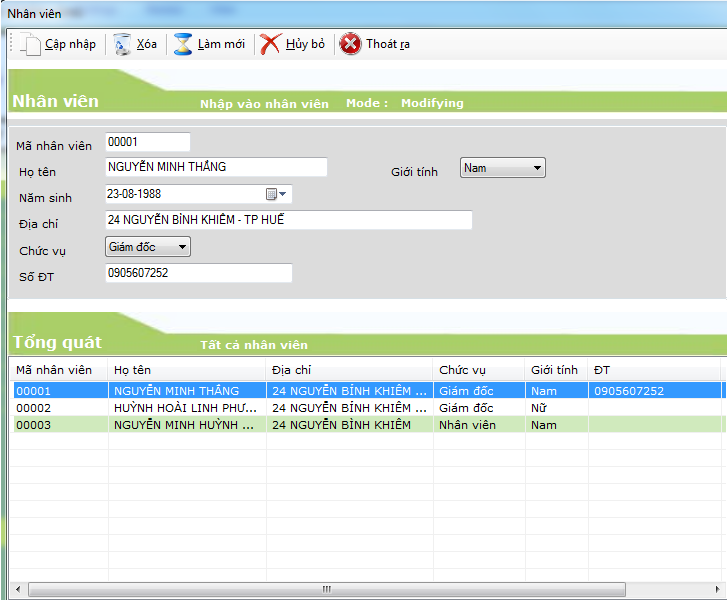 Nhân viên
Cập nhập Xóa Làm mới Hủy bỏ Thoát ra
Nhân viên Nhập vào nhân viên Mode : Modifying
Mã nhân viên 00001
Họ tên NGUYỄN MINH THẮNG Giới tính Nam
Năm sinh 23-08-1988
Địa chỉ 24 NGUYỄN BỈNH KHIÊM - TP HUẾ
Chức vụ Giám đốc
Số ĐT 0905607252
Tổng quát Tất cả nhân viên
Mã nhân viên Họ tên Địa chỉ Chức vụ Giới tính ĐT
00001 NGUYỄN MINH THẮNG 24 NGUYỄN BỈNH KHIÊM ... Giám đốc Nam 0905607252
00002 HUỲNH HOÀI LINH PHƯ... 24 NGUYỄN BỈNH KHIÊM ... Giám đốc Nữ
00003 NGUYỄN MINH HUỲNH ... 24 NGUYỄN BỈNH KHIÊM Nhân viên Nam